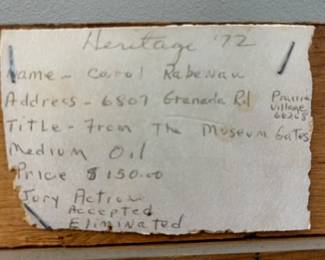 Heritage '72
Name - Carol Rabenau
Address - 6807 Granada Rd Prairie Village 66208
Title - From The Museum Gates
Medium Oil
Price $150.00
Jury Action
Accepted
Eliminated